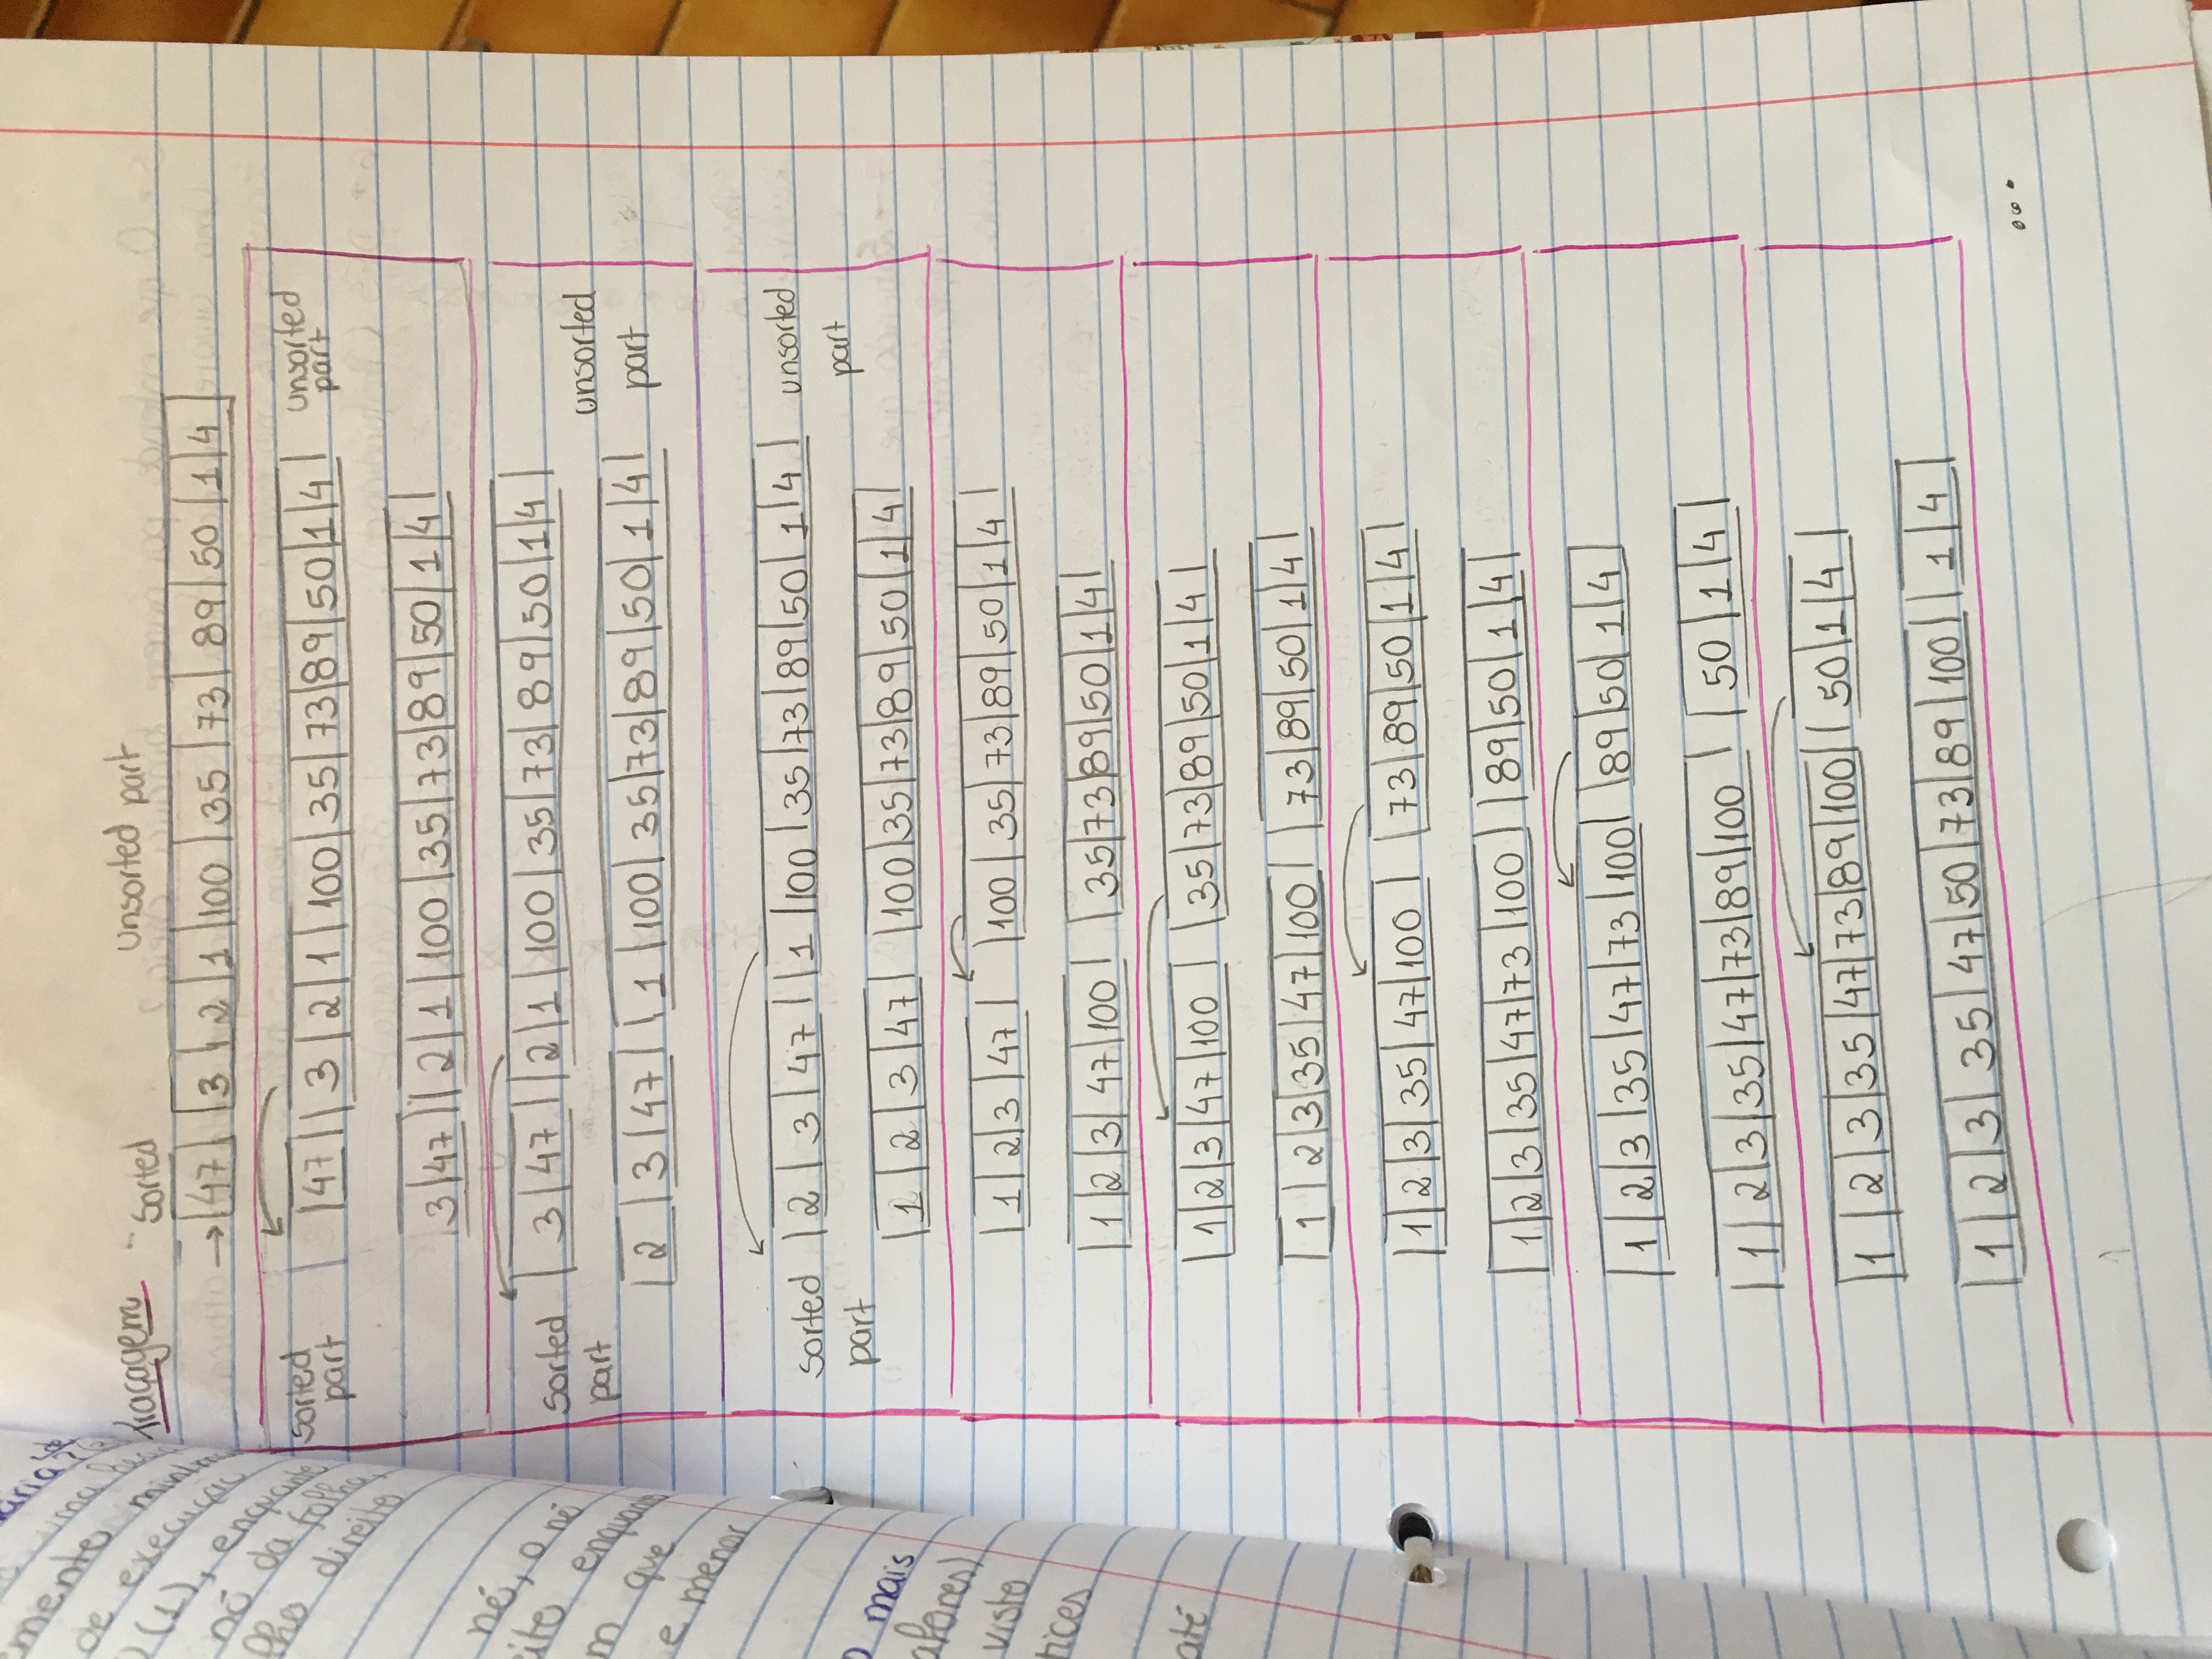 mento minim
de execução
(1), enquante
nó da folha,
lho direito
né, o né
ito enquanto
m que
e menor
mais
alores)
visto
tices
até
Traçagem sorted unsorted part
→ 47 3 2 1 100 35 73 89 50 1 4
sorted part 47 3 2 1 100 35 73 89 50 1 4 unsorted part
3 47 2 1 100 35 73 89 50 1 4
sorted part 3 47 2 1 100 35 73 89 50 1 4
2 3 47 1 100 35 73 89 50 1 4 unsorted part
sorted part 2 3 47 1 100 35 73 89 50 1 4 unsorted part
1 2 3 47 100 35 73 89 50 1 4
1 2 3 47 100 35 73 89 50 1 4
1 2 3 47 100 35 73 89 50 1 4
1 2 3 47 100 35 73 89 50 1 4
1 2 3 35 47 100 73 89 50 1 4
1 2 3 35 47 100 73 89 50 1 4
1 2 3 35 47 73 100 89 50 1 4
1 2 3 35 47 73 100 89 50 1 4
1 2 3 35 47 73 89 100 50 1 4
1 2 3 35 47 73 89 100 50 1 4
1 2 3 35 47 50 73 89 100 1 4
...